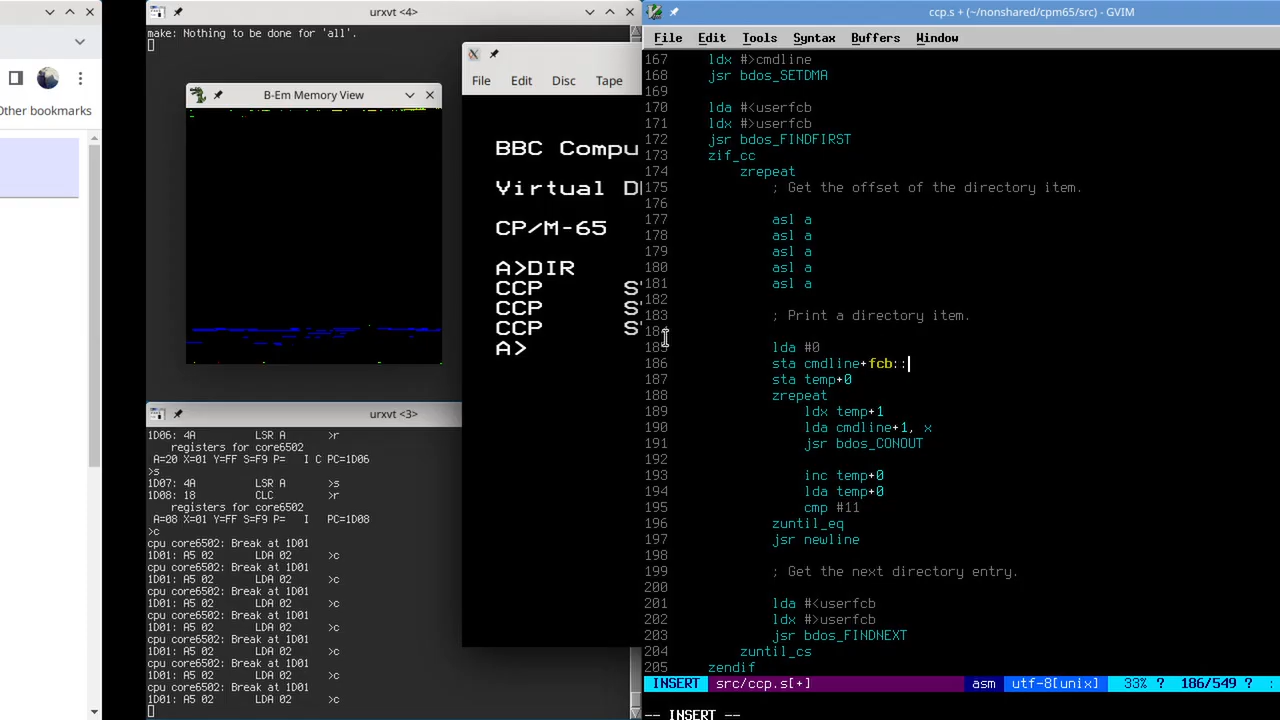 Other bookmarks
urxvt <4>
make: Nothing to be done for 'all'.
B-Em Memory View
File Edit Disc Tape
BBC Compu
Virtual D
CP/M-65
A>DIR
CCP S
CCP S
CCP S
A>
urxvt <3>
1D06: 4A LSR A >r
registers for core6502
A=20 X=01 Y=FF S=F9 P= I C PC=1D06
>s
1D07: 4A LSR A >s
1D08: 18 CLC >r
registers for core6502
A=08 X=01 Y=FF S=F9 P= I PC=1D08
>c
cpu core6502: Break at 1D01
1D01: A5 02 LDA 02 >c
cpu core6502: Break at 1D01
1D01: A5 02 LDA 02 >c
cpu core6502: Break at 1D01
1D01: A5 02 LDA 02 >c
cpu core6502: Break at 1D01
1D01: A5 02 LDA 02 >c
cpu core6502: Break at 1D01
1D01: A5 02 LDA 02 >c
cpu core6502: Break at 1D01
1D01: A5 02 LDA 02 >c
cpu core6502: Break at 1D01
1D01: A5 02 LDA 02 >c
ccp.s + (~/nonshared/cpm65/src) - GVIM
File Edit Tools Syntax Buffers Window
167 ldx #>cmdline
168 jsr bdos_SETDMA
169
170 lda #<userfcb
171 ldx #>userfcb
172 jsr bdos_FINDFIRST
173 zif_cc
174 zrepeat
175 ; Get the offset of the directory item.
176
177 asl a
178 asl a
179 asl a
180 asl a
181 asl a
182
183 ; Print a directory item.
184
185 lda #0
186 sta cmdline+fcb::
187 sta temp+0
188 zrepeat
189 ldx temp+1
190 lda cmdline+1, x
191 jsr bdos_CONOUT
192
193 inc temp+0
194 lda temp+0
195 cmp #11
196 zuntil_eq
197 jsr newline
198
199 ; Get the next directory entry.
200
201 lda #<userfcb
202 ldx #>userfcb
203 jsr bdos_FINDNEXT
204 zuntil_cs
205 zendif
INSERT src/ccp.s[+] asm utf-8[unix] 33% ? 186/549 ? :
-- INSERT --